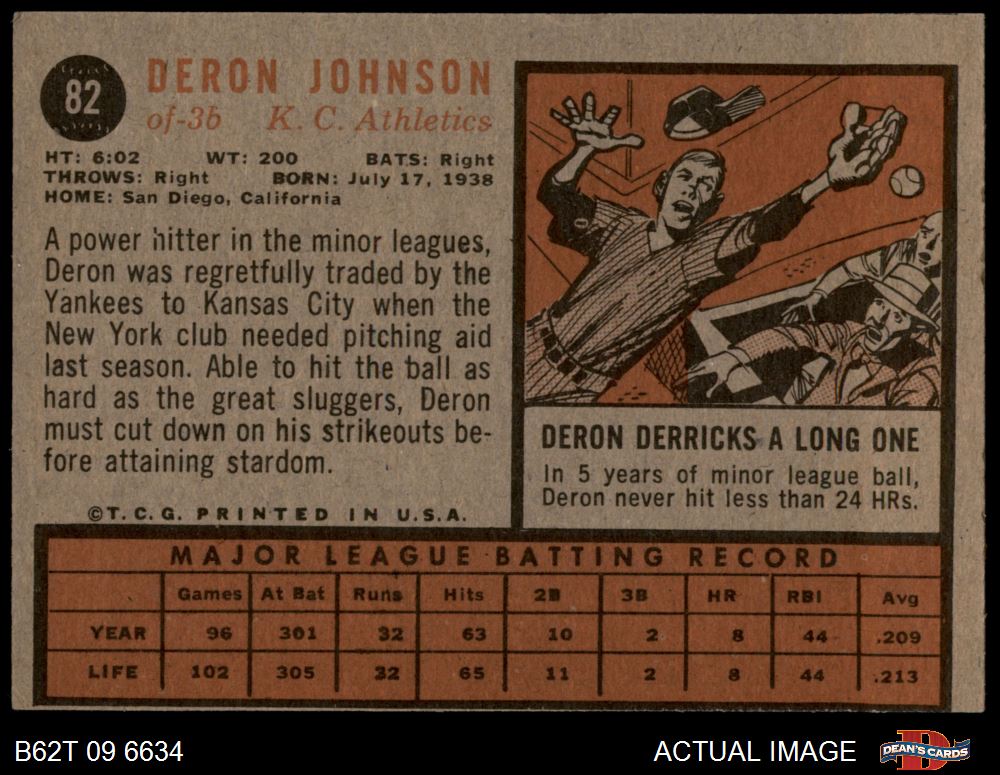 82
DERON JOHNSON
of-3b K. C. Athletics
HT: 6:02 WT: 200 BATS: Right
THROWS: Right BORN: July 17, 1938
HOME: San Diego, California
A power hitter in the minor leagues,
Deron was regretfully traded by the
Yankees to Kansas City when the
New York club needed pitching aid
last season. Able to hit the ball as
hard as the great sluggers, Deron
must cut down on his strikeouts be-
fore attaining stardom.
©T. C. G. PRINTED IN U.S.A.
DERON DERRICKS A LONG ONE
In 5 years of minor league ball,
Deron never hit less than 24 HRs.
MAJOR LEAGUE BATTING RECORD
Games At Bat Runs Hits 2B 3B HR RBI Avg
YEAR 96 301 32 63 10 2 8 44 .209
LIFE 102 305 32 65 11 2 8 44 .213
B62T 09 6634 ACTUAL IMAGE DEAN'S CARDS